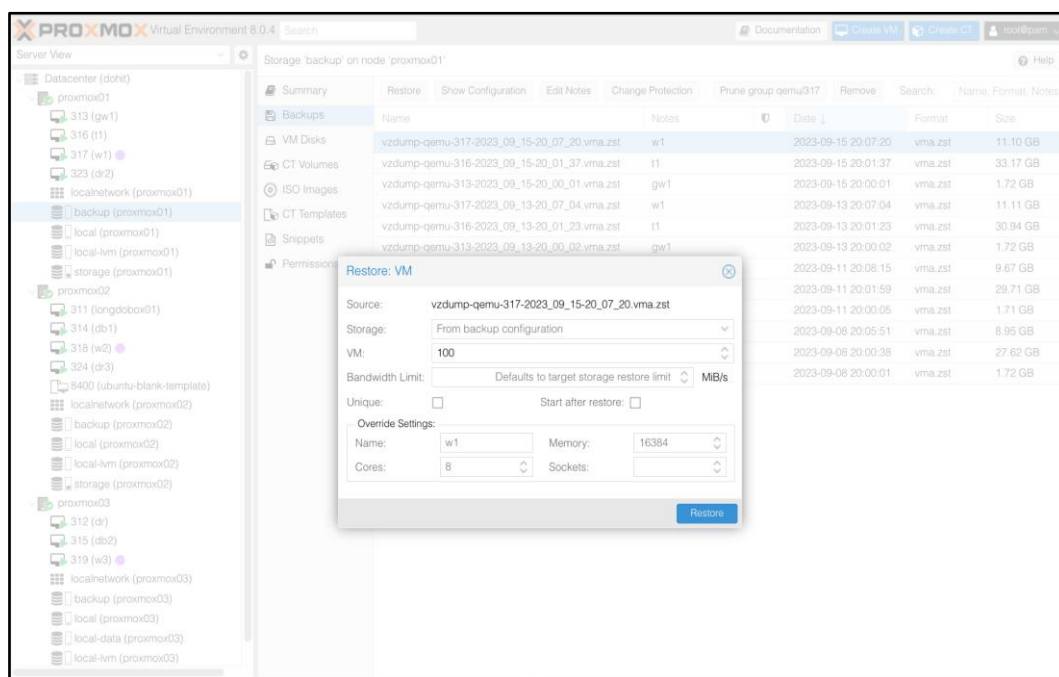 PROXMOX Virtual Environment 8.0.4 Search
Documentation Create VM Create CT root@pam
Server View
Storage 'backup' on node 'proxmox01'
Help
Datacenter (dohit)
proxmox01
313 (gw1)
316 (t1)
317 (w1)
323 (dr2)
localnetwork (proxmox01)
backup (proxmox01)
local (proxmox01)
local-lvm (proxmox01)
storage (proxmox01)
proxmox02
311 (longdobox01)
314 (db1)
318 (w2)
324 (dr3)
8400 (ubuntu-blank-template)
localnetwork (proxmox02)
backup (proxmox02)
local (proxmox02)
local-lvm (proxmox02)
storage (proxmox02)
proxmox03
312 (dr)
315 (db2)
319 (w3)
localnetwork (proxmox03)
backup (proxmox03)
local (proxmox03)
local-data (proxmox03)
local-lvm (proxmox03)
Summary
Backups
VM Disks
CT Volumes
ISO Images
CT Templates
Snippets
Permissions
Restore Show Configuration Edit Notes Change Protection Prune group qemu/317 Remove Search: Name, Format, Notes
Name Notes Date ↓ Format Size
vzdump-qemu-317-2023_09_15-20_07_20.vma.zst w1 2023-09-15 20:07:20 vma.zst 11.10 GB
vzdump-qemu-316-2023_09_15-20_01_37.vma.zst t1 2023-09-15 20:01:37 vma.zst 33.17 GB
vzdump-qemu-313-2023_09_15-20_00_01.vma.zst gw1 2023-09-15 20:00:01 vma.zst 1.72 GB
vzdump-qemu-317-2023_09_13-20_07_04.vma.zst w1 2023-09-13 20:07:04 vma.zst 11.11 GB
vzdump-qemu-316-2023_09_13-20_01_23.vma.zst t1 2023-09-13 20:01:23 vma.zst 30.94 GB
vzdump-qemu-313-2023_09_13-20_00_02.vma.zst gw1 2023-09-13 20:00:02 vma.zst 1.72 GB
2023-09-11 20:08:15 vma.zst 9.67 GB
2023-09-11 20:01:59 vma.zst 29.71 GB
2023-09-11 20:00:05 vma.zst 1.71 GB
2023-09-08 20:05:51 vma.zst 8.95 GB
2023-09-08 20:00:38 vma.zst 27.62 GB
2023-09-08 20:00:01 vma.zst 1.72 GB
Restore: VM
Source: vzdump-qemu-317-2023_09_15-20_07_20.vma.zst
Storage: From backup configuration
VM: 100
Bandwidth Limit: Defaults to target storage restore limit MiB/s
Unique: Start after restore:
Override Settings:
Name: w1 Memory: 16384
Cores: 8 Sockets:
Restore